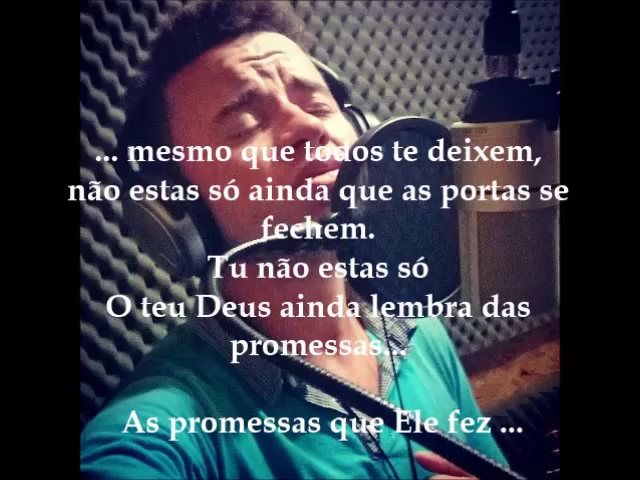 ... mesmo que todos te deixem,
não estas só ainda que as portas se
fechem.
Tu não estas só
O teu Deus ainda lembra das
promessas...
As promessas que Ele fez ...